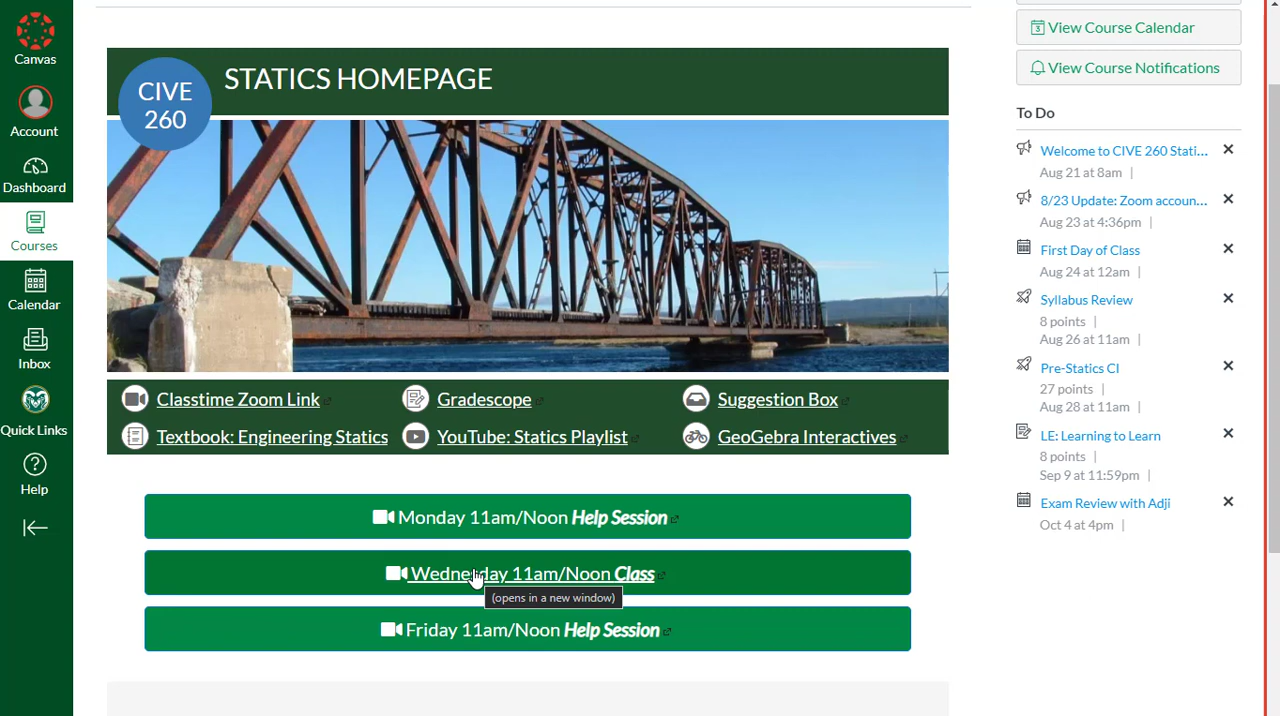 Canvas
Account
Dashboard
Courses
Calendar
Inbox
Quick Links
Help
CIVE
260
STATICS HOMEPAGE
Classtime Zoom Link
Gradescope
Suggestion Box
Textbook: Engineering Statics
YouTube: Statics Playlist
GeoGebra Interactives
Monday 11am/Noon Help Session
Wednesday 11am/Noon Class
(opens in a new window)
Friday 11am/Noon Help Session
3 View Course Calendar
View Course Notifications
To Do
Welcome to CIVE 260 Stati...
Aug 21 at 8am |
8/23 Update: Zoom accoun...
Aug 23 at 4:36pm |
First Day of Class
Aug 24 at 12am |
Syllabus Review
8 points |
Aug 26 at 11am |
Pre-Statics CI
27 points |
Aug 28 at 11am |
LE: Learning to Learn
8 points |
Sep 9 at 11:59pm |
Exam Review with Adji
Oct 4 at 4pm |